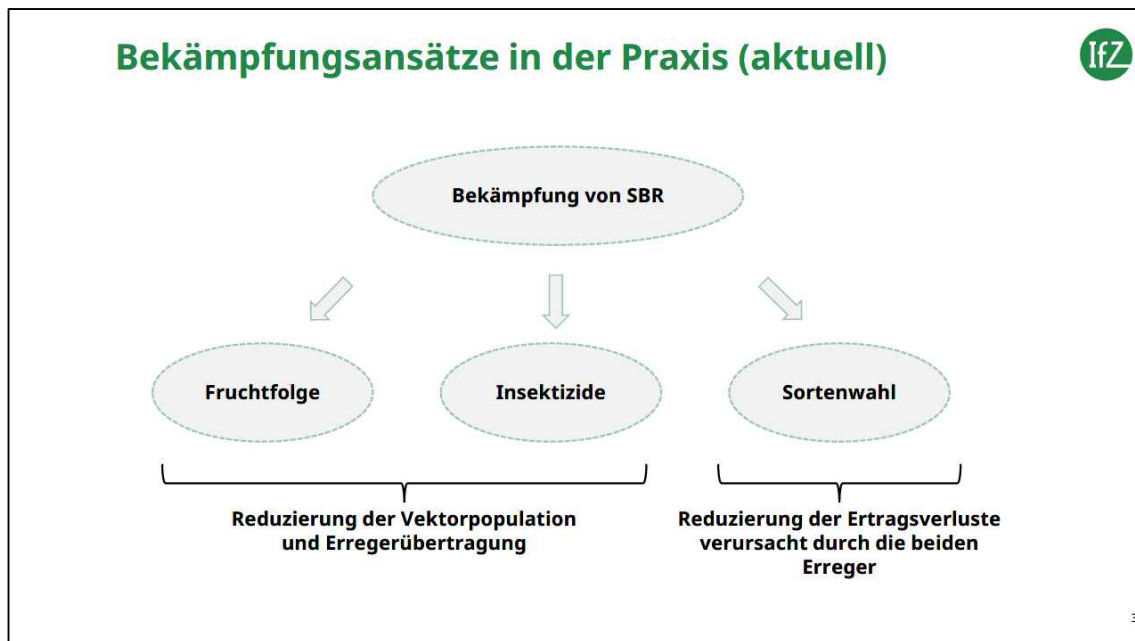 Bekämpfungsansätze in der Praxis (aktuell)
IfZ
Bekämpfung von SBR
Fruchtfolge
Insektizide
Sortenwahl
Reduzierung der Vektorpopulation
und Erregerübertragung
Reduzierung der Ertragsverluste
verursacht durch die beiden
Erreger
3